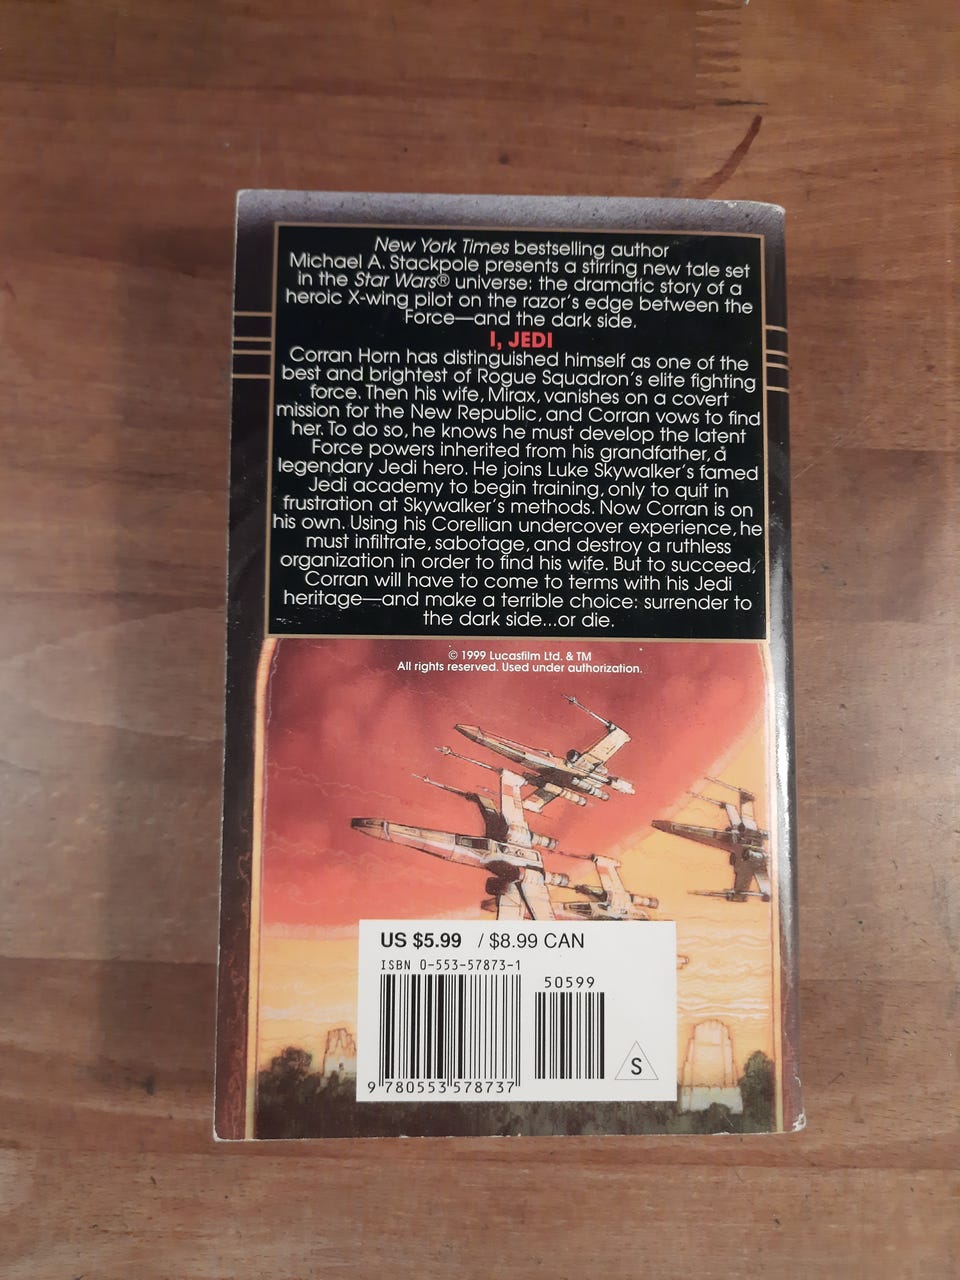 New York Times bestselling author
Michael A. Stackpole presents a stirring new tale set
in the Star Wars® universe: the dramatic story of a
heroic X-wing pilot on the razor's edge between the
Force—and the dark side.
I, JEDI
Corran Horn has distinguished himself as one of the
best and brightest of Rogue Squadron's elite fighting
force. Then his wife, Mirax, vanishes on a covert
mission for the New Republic, and Corran vows to find
her. To do so, he knows he must develop the latent
Force powers inherited from his grandfather, a
legendary Jedi hero. He joins Luke Skywalker's famed
Jedi academy to begin training, only to quit in
frustration at Skywalker's methods. Now Corran is on
his own. Using his Corellian undercover experience, he
must infiltrate, sabotage, and destroy a ruthless
organization in order to find his wife. But to succeed,
Corran will have to come to terms with his Jedi
heritage—and make a terrible choice: surrender to
the dark side...or die.
© 1999 Lucasfilm Ltd. & TM
All rights reserved. Used under authorization.
US $5.99 / $8.99 CAN
ISBN 0-553-57873-1
50599
S
9 780553 578737